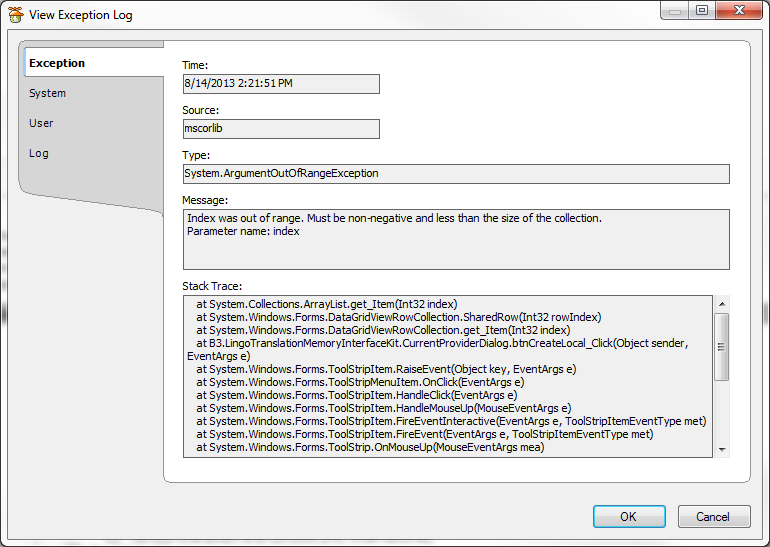 View Exception Log
Exception
System
User
Log
Time:
8/14/2013 2:21:51 PM
Source:
mscorlib
Type:
System.ArgumentOutOfRangeException
Message:
Index was out of range. Must be non-negative and less than the size of the collection.
Parameter name: index
Stack Trace:
at System.Collections.ArrayList.get_Item(Int32 index)
at System.Windows.Forms.DataGridViewRowCollection.SharedRow(Int32 rowIndex)
at System.Windows.Forms.DataGridViewRowCollection.get_Item(Int32 index)
at B3.LingoTranslationMemoryInterfaceKit.CurrentProviderDialog.btnCreateLocal_Click(Object sender,
EventArgs e)
at System.Windows.Forms.ToolStripItem.RaiseEvent(Object key, EventArgs e)
at System.Windows.Forms.ToolStripMenuItem.OnClick(EventArgs e)
at System.Windows.Forms.ToolStripItem.HandleClick(EventArgs e)
at System.Windows.Forms.ToolStripItem.HandleMouseUp(MouseEventArgs e)
at System.Windows.Forms.ToolStripItem.FireEventInteractive(EventArgs e, ToolStripItemEventType met)
at System.Windows.Forms.ToolStripItem.FireEvent(EventArgs e, ToolStripItemEventType met)
at System.Windows.Forms.ToolStrip.OnMouseUp(MouseEventArgs mea)
OK
Cancel